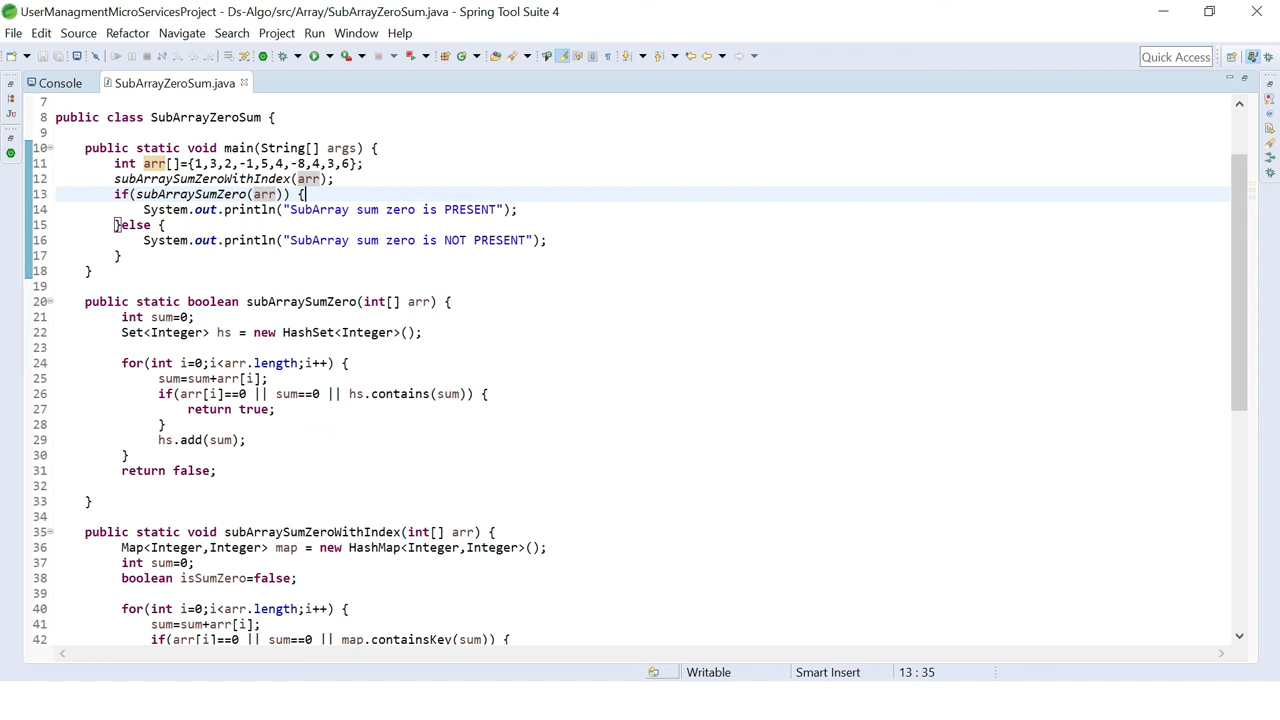 UserManagmentMicroServicesProject - Ds-Algo/src/Array/SubArrayZeroSum.java - Spring Tool Suite 4
File Edit Source Refactor Navigate Search Project Run Window Help
Quick Access
Console SubArrayZeroSum.java
7
8 public class SubArrayZeroSum {
9
10 public static void main(String[] args) {
11 int arr[]={1,3,2,-1,5,4,-8,4,3,6};
12 subArraySumZeroWithIndex(arr);
13 if(subArraySumZero(arr)) {
14 System.out.println("SubArray sum zero is PRESENT");
15 }else {
16 System.out.println("SubArray sum zero is NOT PRESENT");
17 }
18 }
19
20 public static boolean subArraySumZero(int[] arr) {
21 int sum=0;
22 Set<Integer> hs = new HashSet<Integer>();
23
24 for(int i=0;i<arr.length;i++) {
25 sum=sum+arr[i];
26 if(arr[i]==0 || sum==0 || hs.contains(sum)) {
27 return true;
28 }
29 hs.add(sum);
30 }
31 return false;
32
33 }
34
35 public static void subArraySumZeroWithIndex(int[] arr) {
36 Map<Integer,Integer> map = new HashMap<Integer,Integer>();
37 int sum=0;
38 boolean isSumZero=false;
39
40 for(int i=0;i<arr.length;i++) {
41 sum=sum+arr[i];
42 if(arr[i]==0 || sum==0 || map.containsKey(sum)) {
Writable Smart Insert 13 : 35